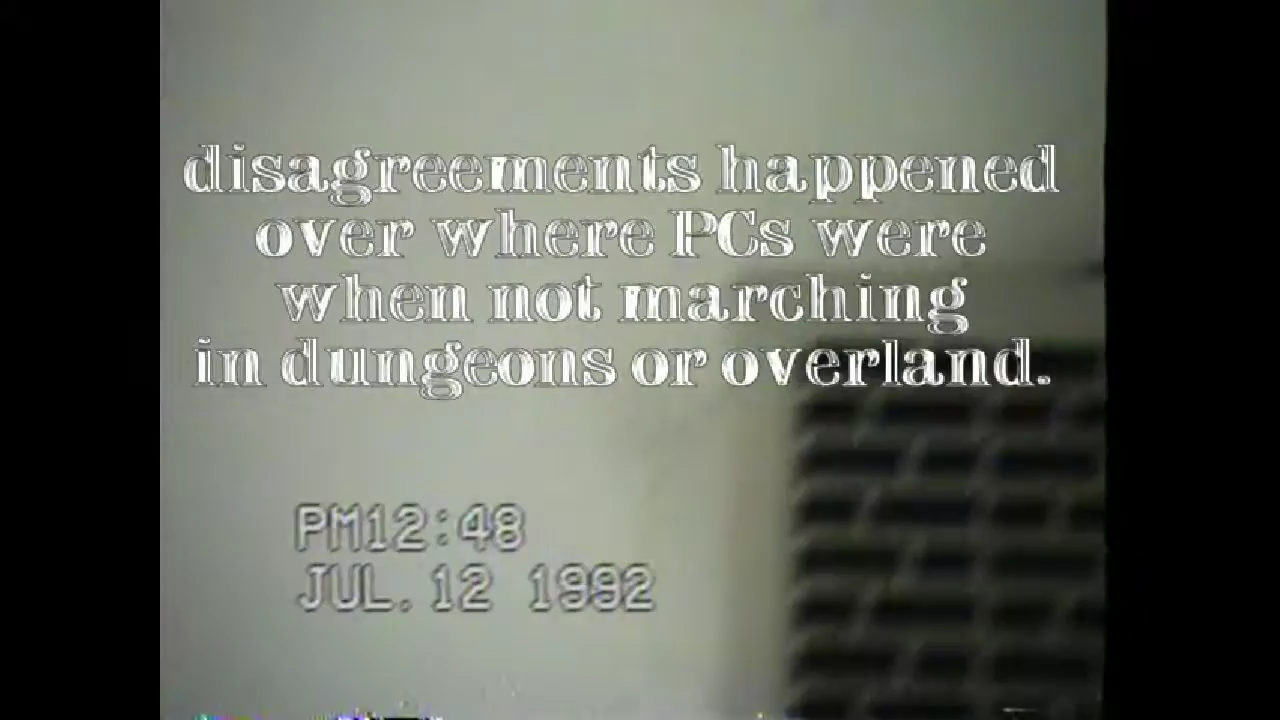 disagreements happened
over where PCs were
when not marching
in dungeons or overland.
PM12:48
JUL.12 1992